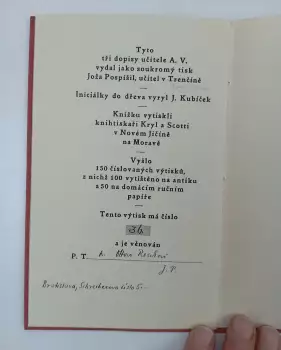 Tyto
tři dopisy učitele A. V.
vydal jako soukromý tisk
Joža Pospíšil, učitel v Trenčíně
Iniciálky do dřeva vyryl J. Kubíček
Knížku vytiskli
knihtiskaři Kryl a Scotti
v Novém Jičíně
na Moravě
Vyšlo
150 číslovaných výtisků,
z nichž 100 vytištěno na antiku
a 50 na domácím ručním
papíře
Tento výtisk má číslo
36
a je věnován
P. T.
J. P.
Bratislava,